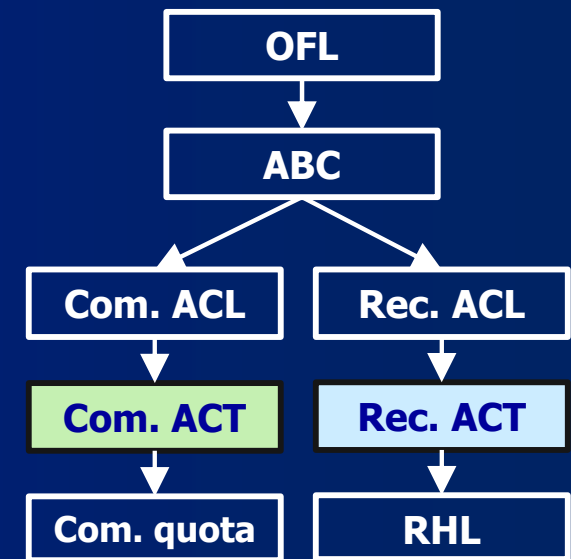 OFL
ABC
Com. ACL
Rec. ACL
Com. ACT
Rec. ACT
Com. quota
RHL